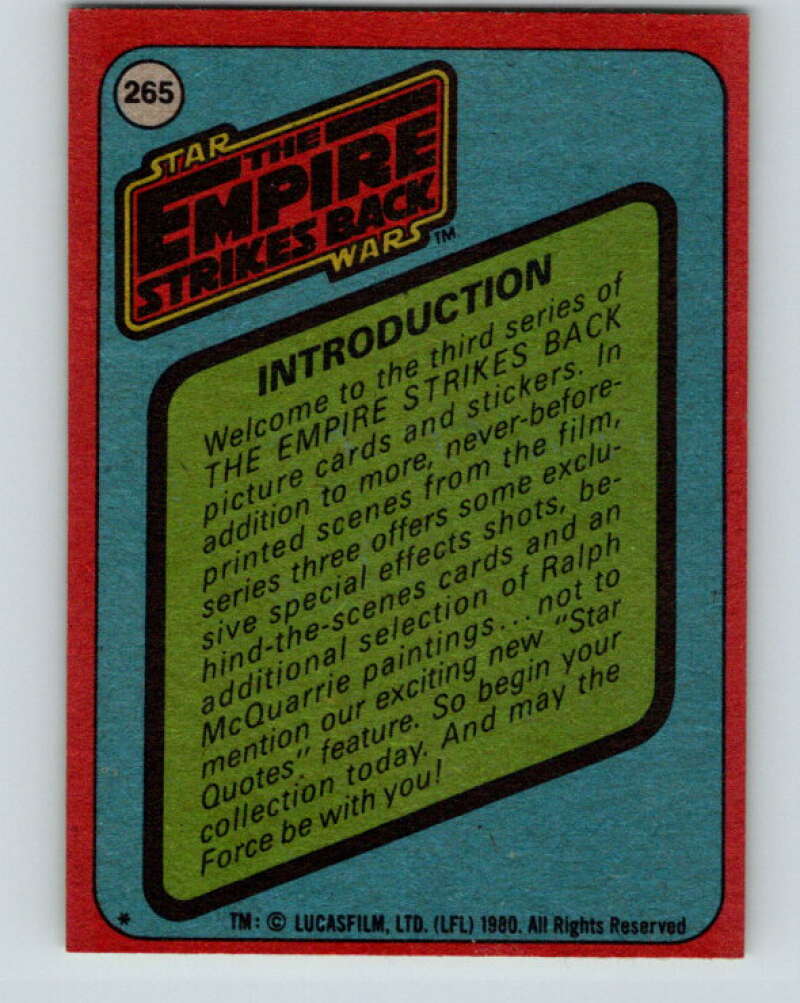 265
STAR
THE
EMPIRE
STRIKES BACK
WARS™
INTRODUCTION
Welcome to the third series of
THE EMPIRE STRIKES BACK
picture cards and stickers. In
addition to more, never-before-
printed scenes from the film,
series three offers some exclu-
sive special effects shots, be-
hind-the-scenes cards and an
additional selection of Ralph
McQuarrie paintings...not to
mention our exciting new "Star
Quotes" feature. So begin your
collection today. And may the
Force be with you!
* TM: © LUCASFILM, LTD. (LFL) 1980. All Rights Reserved